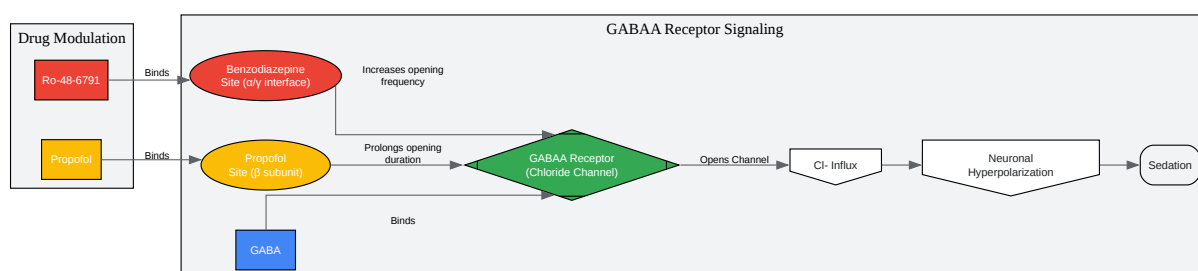 Drug Modulation
GABAA Receptor Signaling
Ro-48-6791
Binds
Benzodiazepine
Site (α/γ interface)
Increases opening
frequency
Propofol
Binds
Propofol
Site (β subunit)
Prolongs opening
duration
GABAA Receptor
(Chloride Channel)
Opens Channel
Cl- Influx
Neuronal
Hyperpolarization
Sedation
Binds
GABA